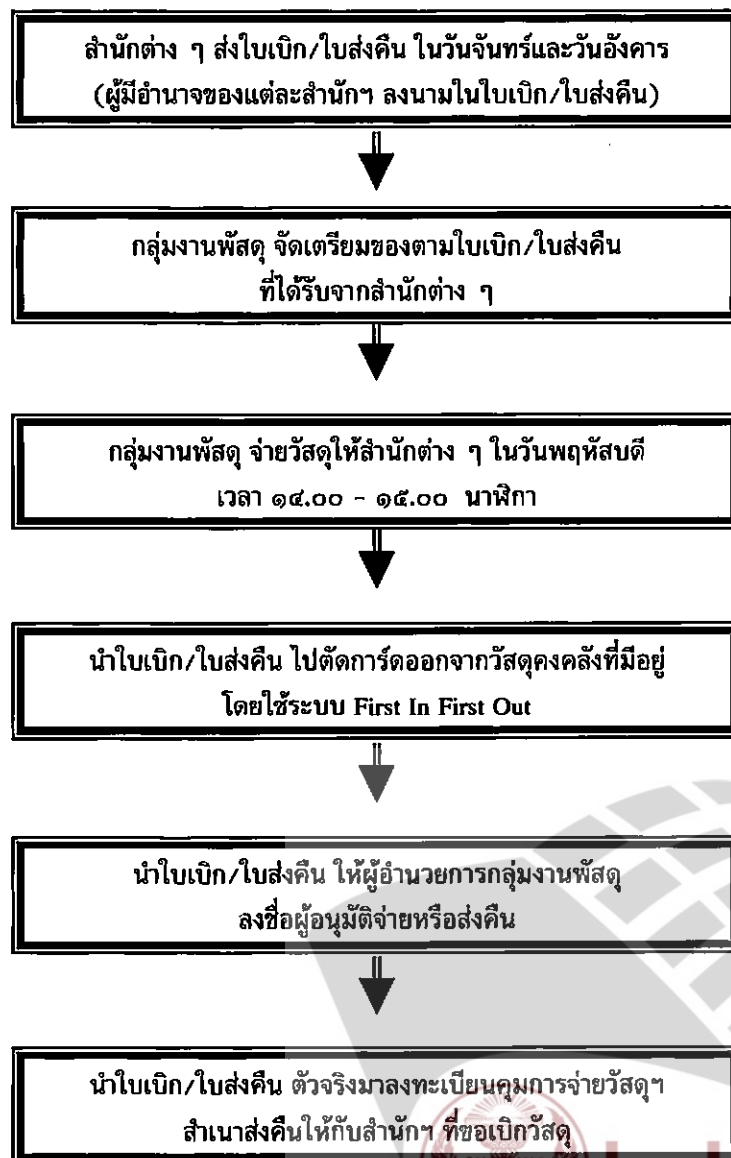 สำนักต่าง ๆ ส่งใบเบิก/ใบส่งคืน ในวันจันทร์และวันอังคาร
(ผู้มีอำนาจของแต่ละสำนักฯ ลงนามในใบเบิก/ใบส่งคืน)
กลุ่มงานพัสดุ จัดเตรียมของตามใบเบิก/ใบส่งคืน
ที่ได้รับจากสำนักต่าง ๆ
กลุ่มงานพัสดุ จ่ายวัสดุให้สำนักต่าง ๆ ในวันพฤหัสบดี
เวลา ๑๔.๐๐ - ๑๕.๐๐ นาฬิกา
นำใบเบิก/ใบส่งคืน ไปตัดการ์ดออกจากวัสดุคงคลังที่มีอยู่
โดยใช้ระบบ First In First Out
นำใบเบิก/ใบส่งคืน ให้ผู้อำนวยการกลุ่มงานพัสดุ
ลงชื่อผู้อนุมัติจ่ายหรือส่งคืน
นำใบเบิก/ใบส่งคืน ตัวจริงมาลงทะเบียนคุมการจ่ายวัสดุฯ
สำเนาส่งคืนให้กับสำนักฯ ที่ขอเบิกวัสดุ